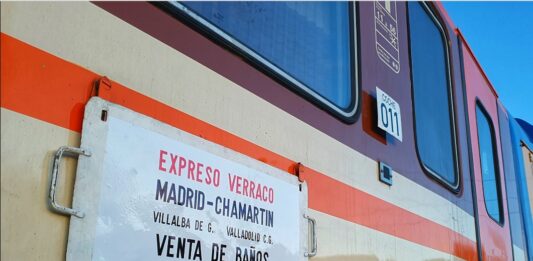 COCHE
011
EXPRESO VERRACO
MADRID-CHAMARTIN
VILLALBA DE G. VALLADOLID C.G.
VENTA DE BAÑOS